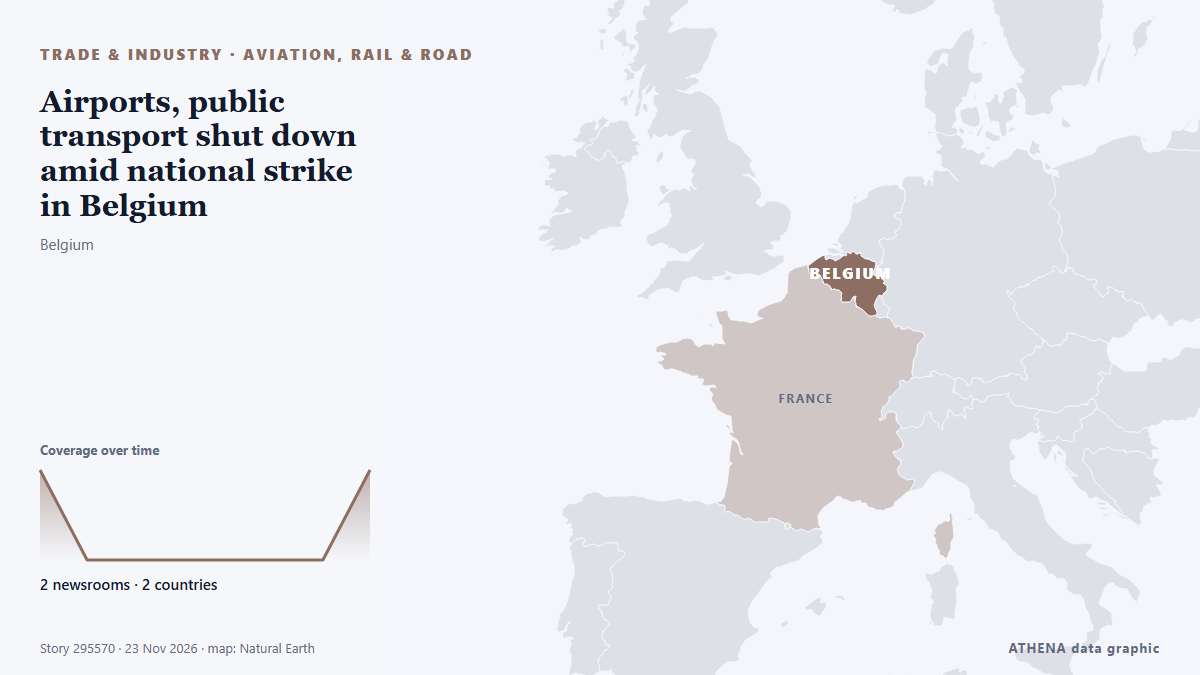 TRADE & INDUSTRY · AVIATION, RAIL & ROAD
Airports, public
transport shut down
amid national strike
in Belgium
Belgium
BELGIUM
FRANCE
Coverage over time
2 newsrooms · 2 countries
Story 295570 · 23 Nov 2026 · map: Natural Earth
ATHENA data graphic